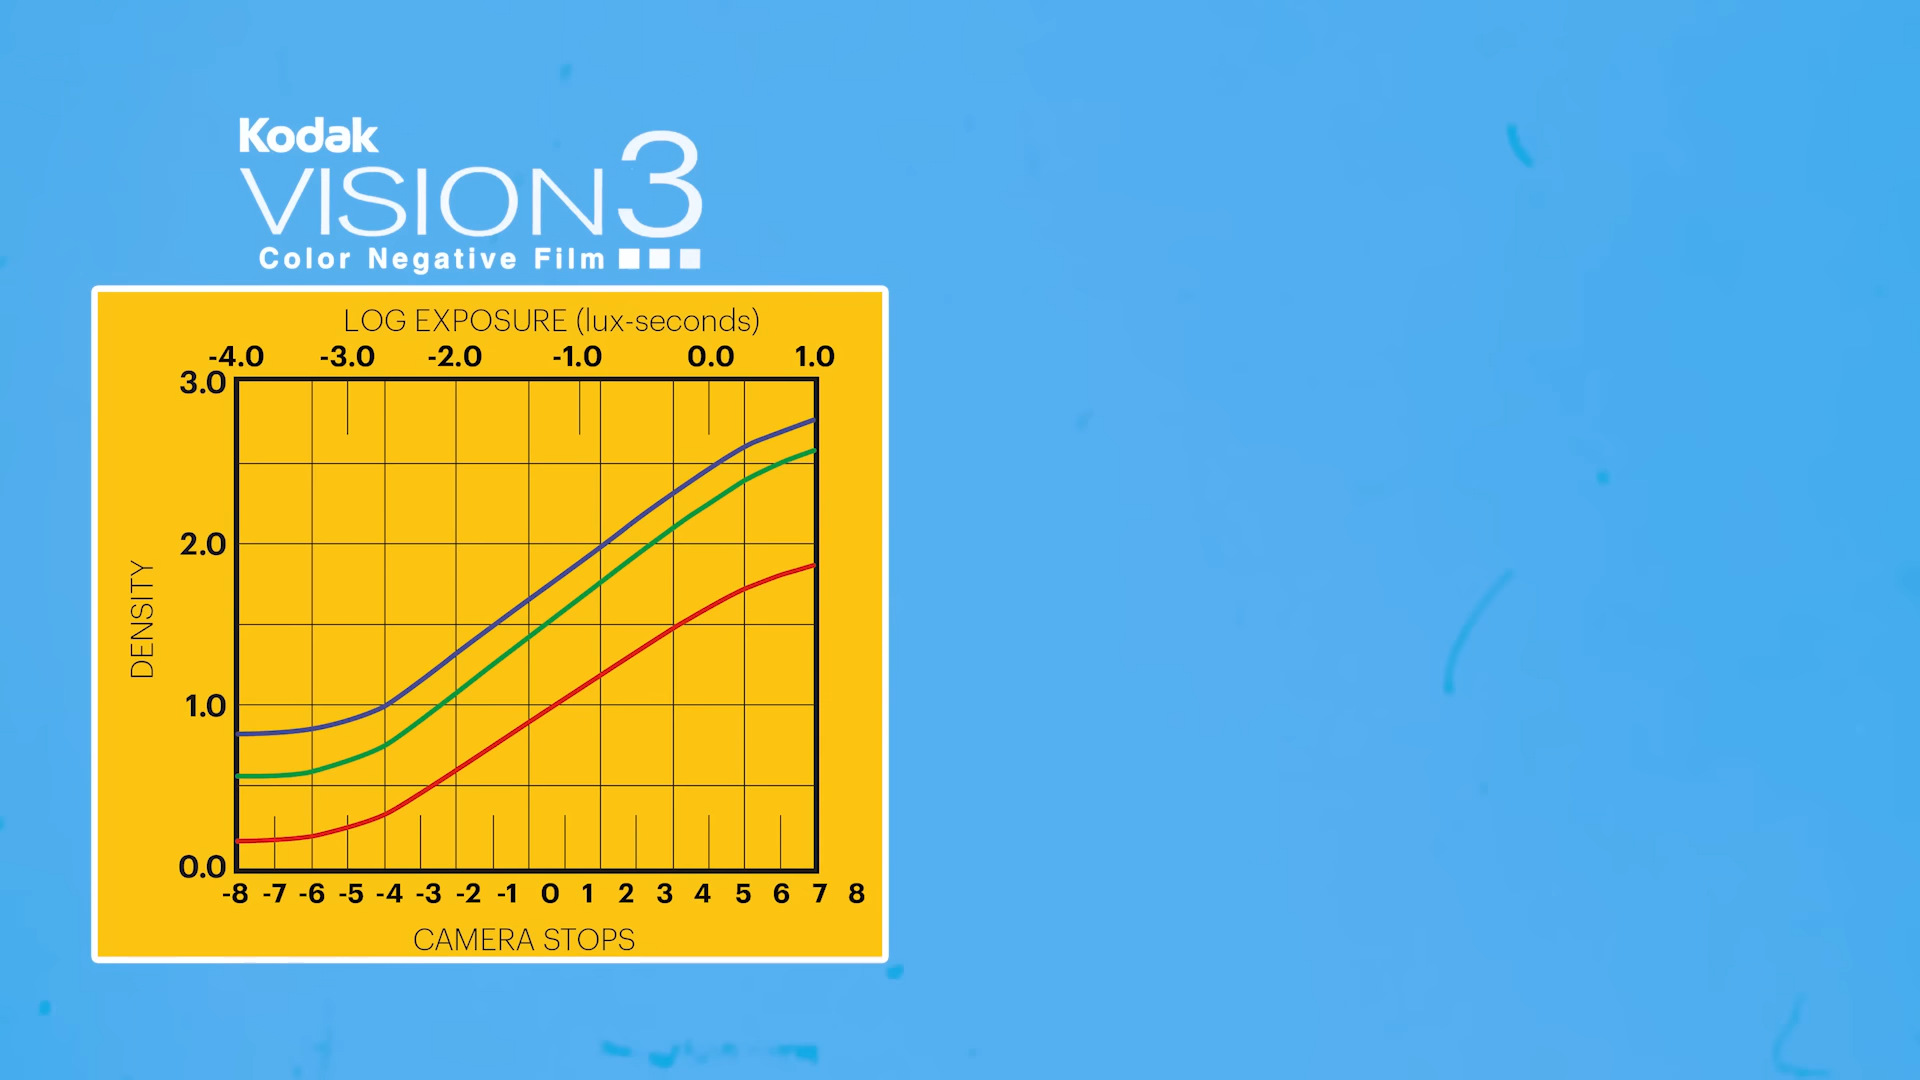 Kodak
VISION3
Color Negative Film
LOG EXPOSURE (lux-seconds)
-4.0 -3.0 -2.0 -1.0 0.0 1.0
3.0
2.0
DENSITY
1.0
0.0
-8 -7 -6 -5 -4 -3 -2 -1 0 1 2 3 4 5 6 7 8
CAMERA STOPS